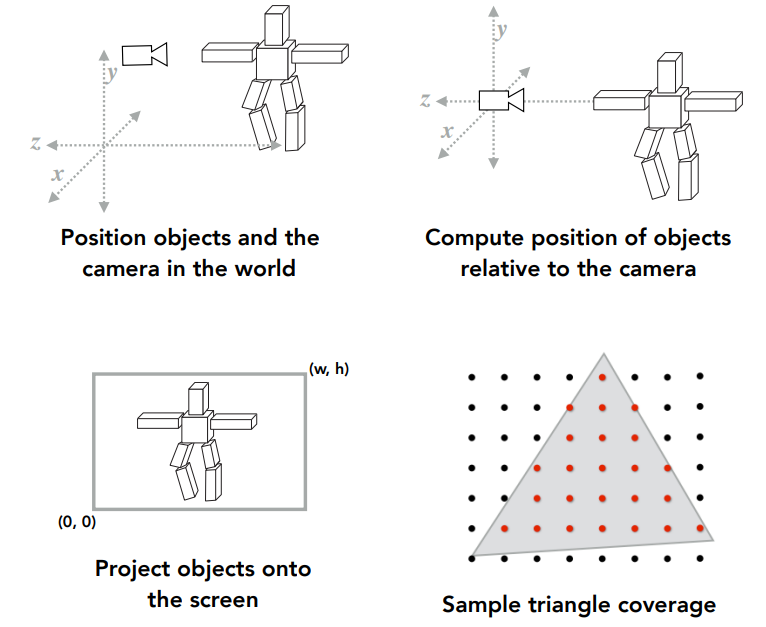 y
z
x
Position objects and the
camera in the world
y
z
x
Compute position of objects
relative to the camera
(w, h)
(0, 0)
Project objects onto
the screen
Sample triangle coverage